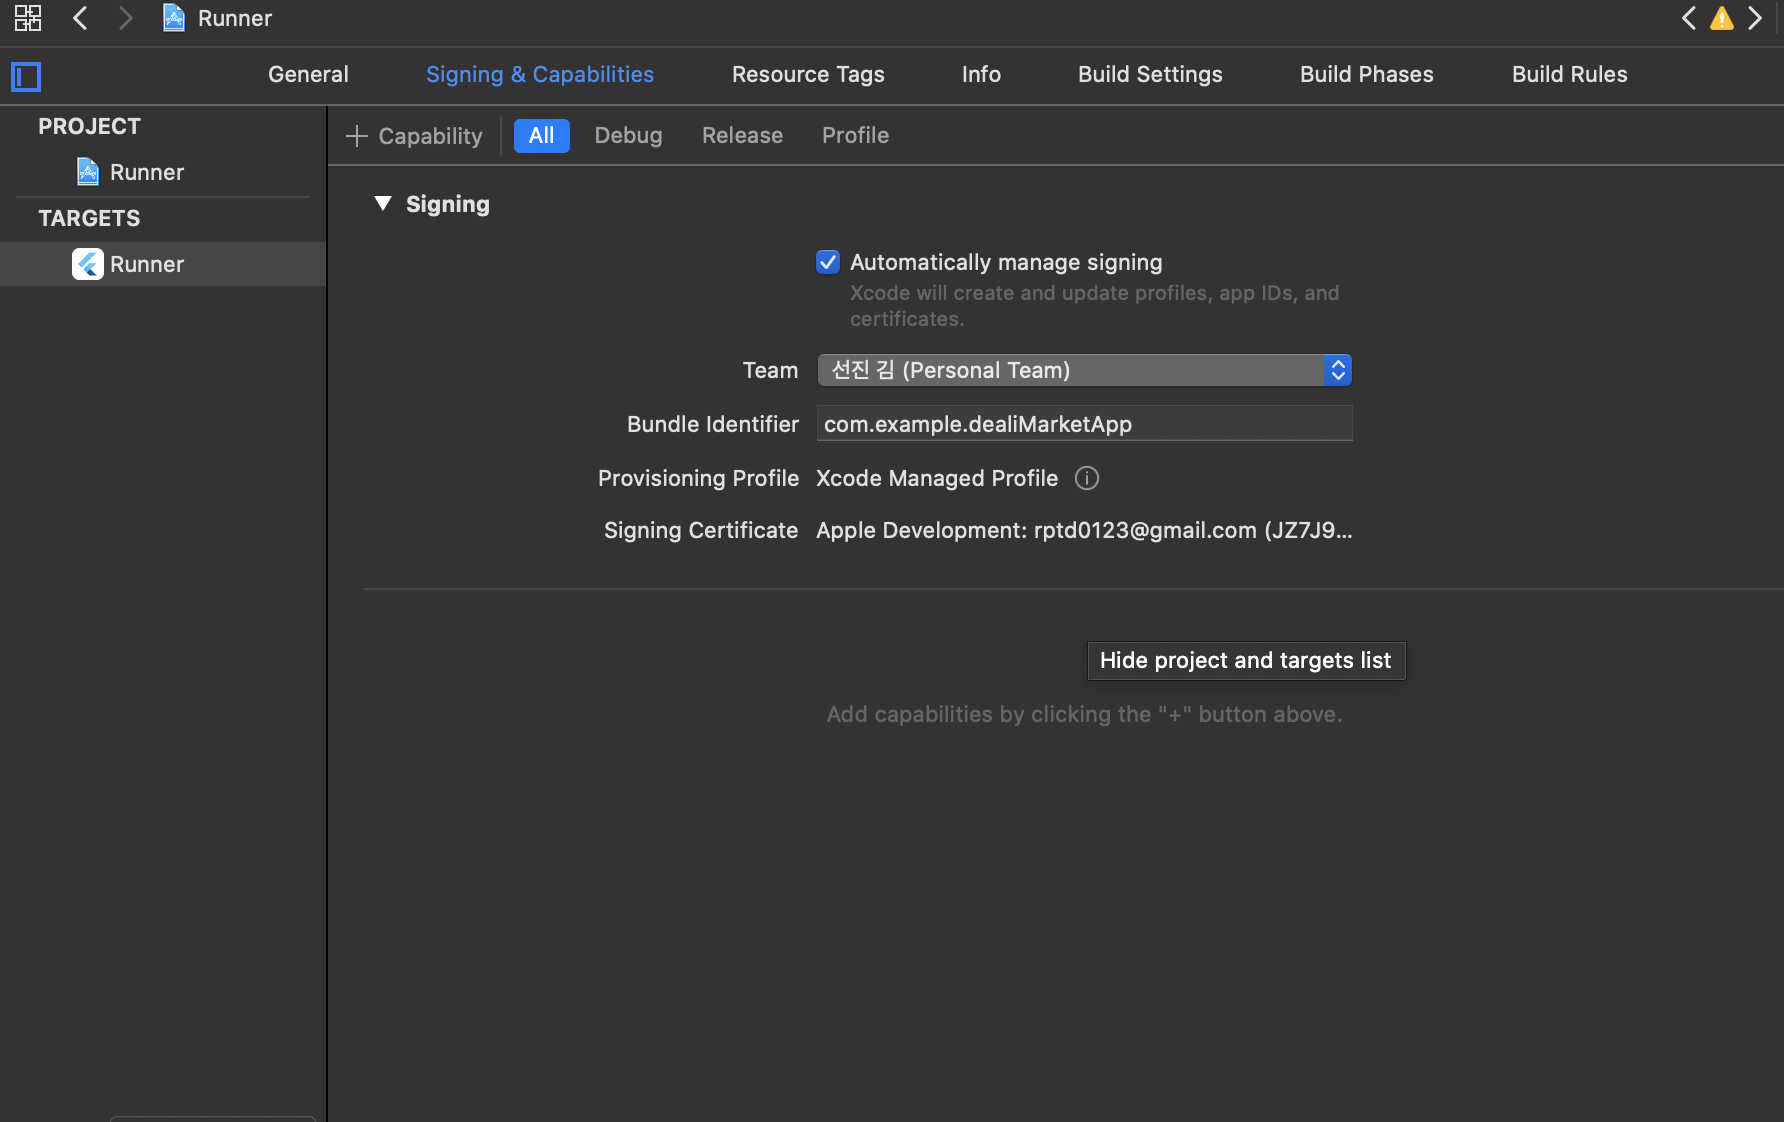 Runner
General
Signing & Capabilities
Resource Tags
Info
Build Settings
Build Phases
Build Rules
PROJECT
Runner
TARGETS
Runner
Capability
All
Debug
Release
Profile
Signing
Automatically manage signing
Xcode will create and update profiles, app IDs, and
certificates.
Team
선진 김 (Personal Team)
Bundle Identifier
com.example.dealiMarketApp
Provisioning Profile
Xcode Managed Profile
Signing Certificate
Apple Development: rptd0123@gmail.com (JZ7J9...
Hide project and targets list
Add capabilities by clicking the "+" button above.